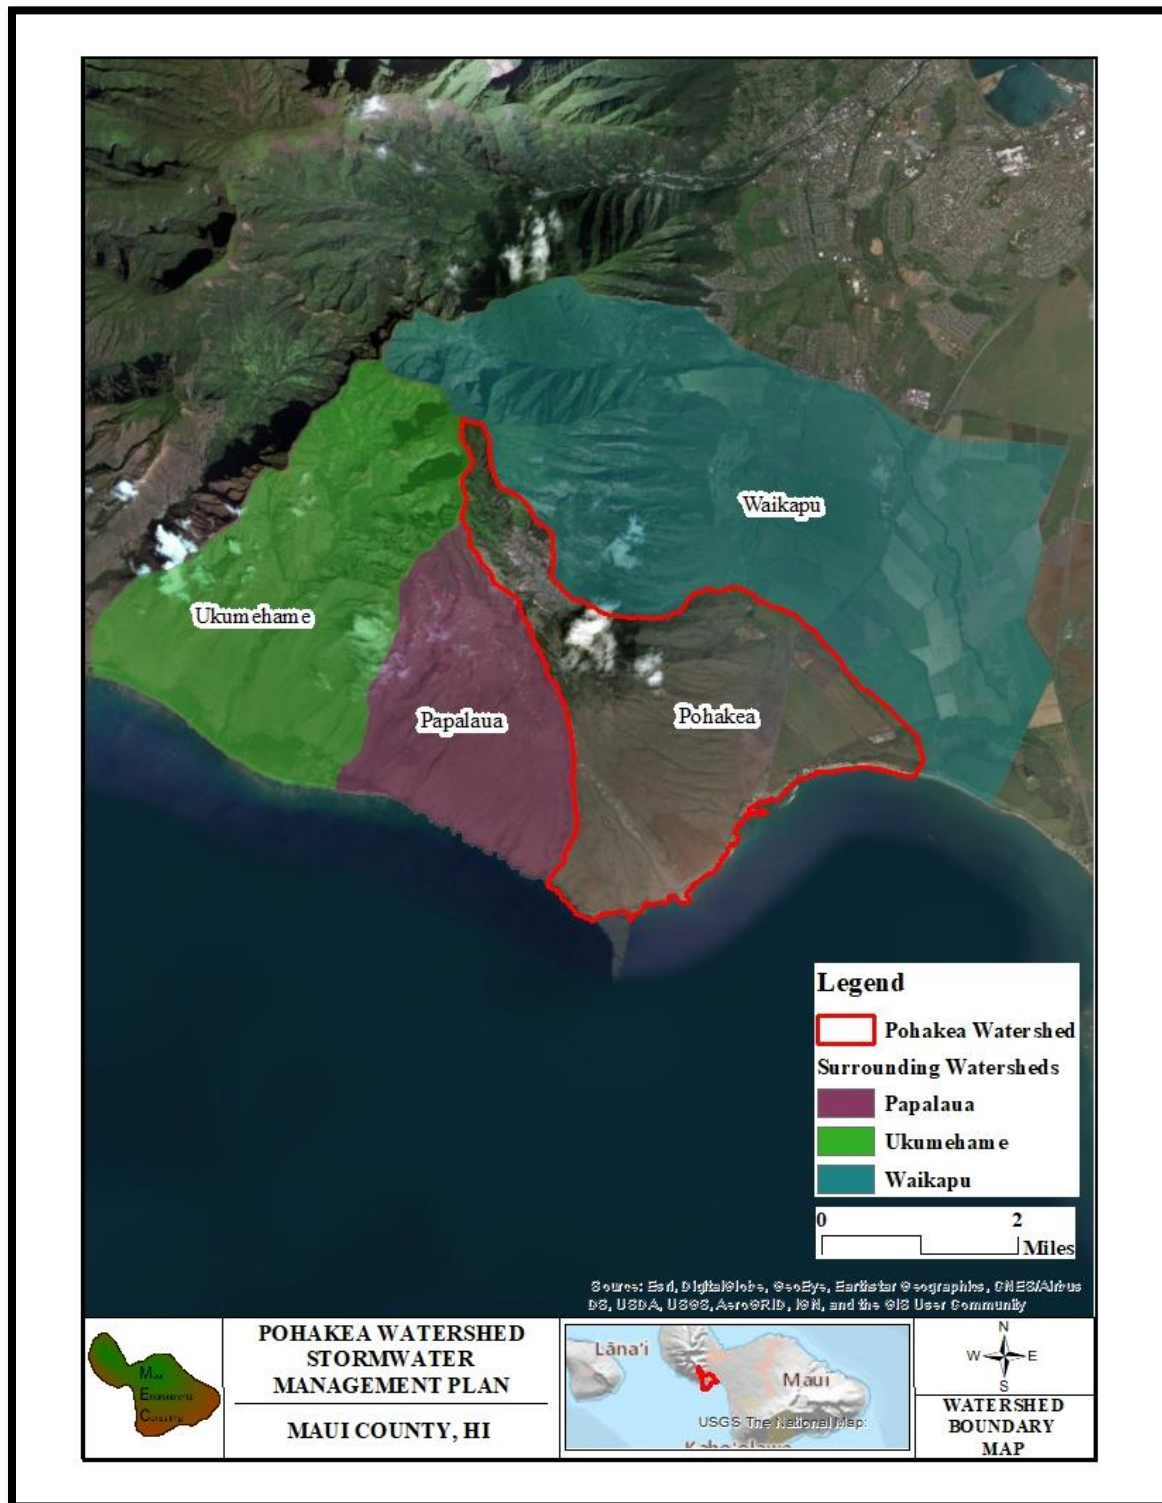 Waikapu
Ukumehame
Papalaua
Pohakea
Legend
Pohakea Watershed
Surrounding Watersheds
Papalaua
Ukumehame
Waikapu
0 2
Miles
Source: Esri, DigitalGlobe, GeoEye, Earthstar Geographics, CNES/Airbus
DS, USDA, USGS, AeroGRID, IGN, and the GIS User Community
POHAKEA WATERSHED
STORMWATER
MANAGEMENT PLAN
MAUI COUNTY, HI
Lāna'i
Maui
USGS The National Map:
N
W E
S
WATERSHED
BOUNDARY
MAP